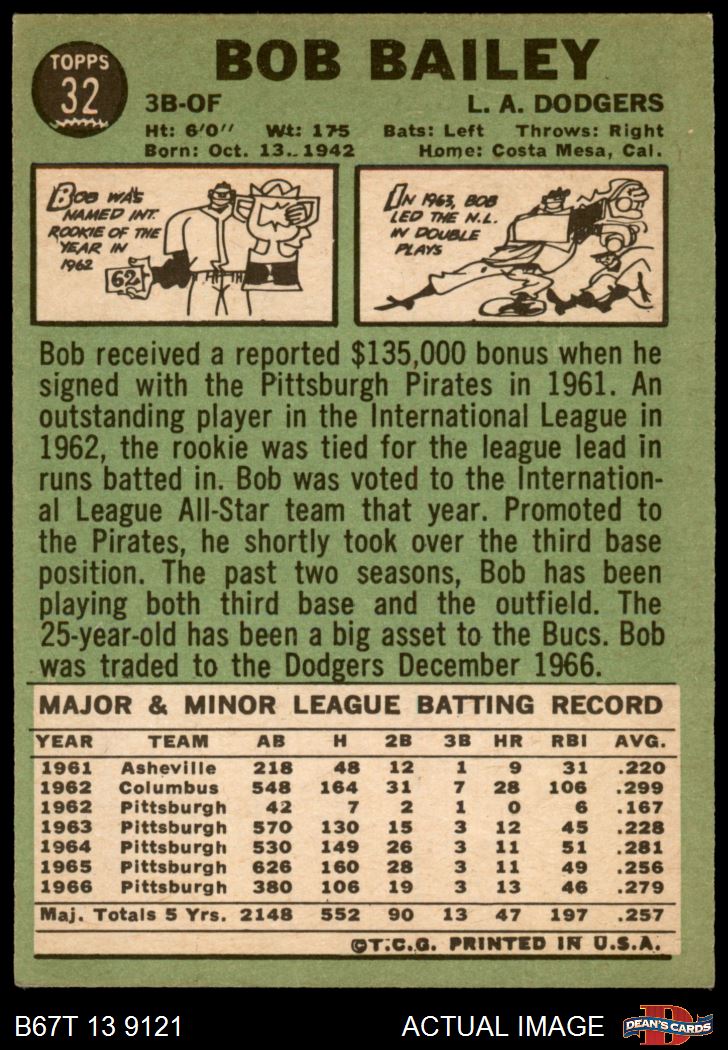 TOPPS
32
BOB BAILEY
3B-OF L. A. DODGERS
Ht: 6'0" Wt: 175 Bats: Left Throws: Right
Born: Oct. 13, 1942 Home: Costa Mesa, Cal.
BOB WAS
NAMED INT.
ROOKIE OF THE
YEAR IN
1962
62
FRTH
IN 1963, BOB
LED THE N.L.
IN DOUBLE
PLAYS
Bob received a reported $135,000 bonus when he
signed with the Pittsburgh Pirates in 1961. An
outstanding player in the International League in
1962, the rookie was tied for the league lead in
runs batted in. Bob was voted to the Internation-
al League All-Star team that year. Promoted to
the Pirates, he shortly took over the third base
position. The past two seasons, Bob has been
playing both third base and the outfield. The
25-year-old has been a big asset to the Bucs. Bob
was traded to the Dodgers December 1966.
MAJOR & MINOR LEAGUE BATTING RECORD
YEAR TEAM AB H 2B 3B HR RBI AVG.
1961 Asheville 218 48 12 1 9 31 .220
1962 Columbus 548 164 31 7 28 106 .299
1962 Pittsburgh 42 7 2 1 0 6 .167
1963 Pittsburgh 570 130 15 3 12 45 .228
1964 Pittsburgh 530 149 26 3 11 51 .281
1965 Pittsburgh 626 160 28 3 11 49 .256
1966 Pittsburgh 380 106 19 3 13 46 .279
Maj. Totals 5 Yrs. 2148 552 90 13 47 197 .257
©T.C.G. PRINTED IN U.S.A.
B67T 13 9121 ACTUAL IMAGE
D
DEAN'S CARDS